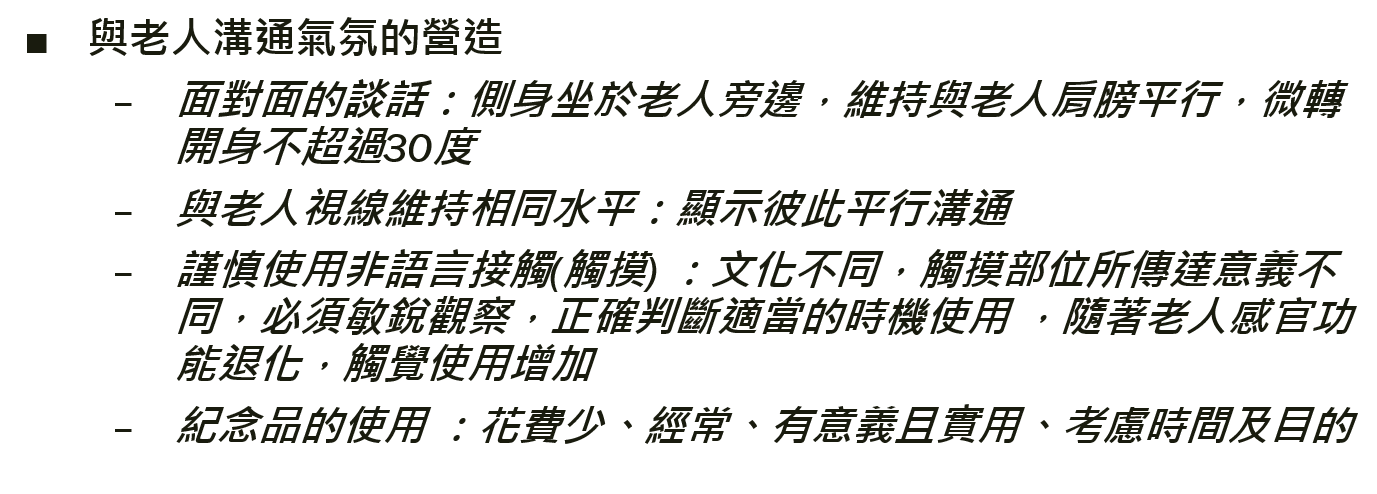 ■ 與老人溝通氣氛的營造
– 面對面的談話：側身坐於老人旁邊，維持與老人肩膀平行，微轉
開身不超過30度
– 與老人視線維持相同水平：顯示彼此平行溝通
– 謹慎使用非語言接觸(觸摸) ：文化不同，觸摸部位所傳達意義不
同，必須敏銳觀察，正確判斷適當的時機使用 ，隨著老人感官功
能退化，觸覺使用增加
– 紀念品的使用 ：花費少、經常、有意義且實用、考慮時間及目的